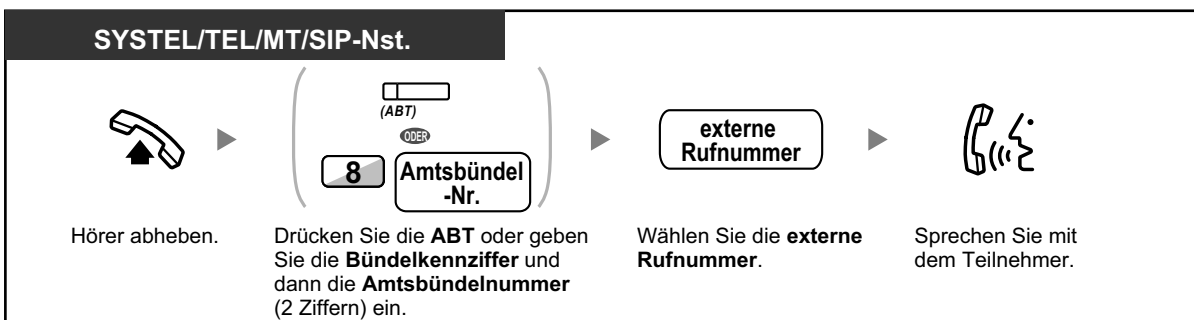 SYSTEL/TEL/MT/SIP-Nst.
(ABT)
ODER
8
Amtsbündel
-Nr.
externe
Rufnummer
Hörer abheben.
Drücken Sie die ABT oder geben
Sie die Bündelkennziffer und
dann die Amtsbündelnummer
(2 Ziffern) ein.
Wählen Sie die externe
Rufnummer.
Sprechen Sie mit
dem Teilnehmer.